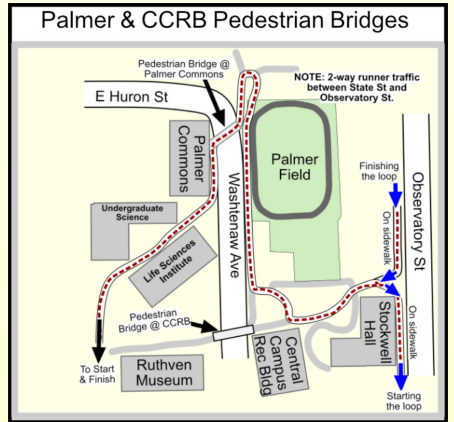 Palmer & CCRB Pedestrian Bridges
Pedestrian Bridge @
Palmer Commons
NOTE: 2-way runner traffic
between State St and
Observatory St.
E Huron St
Palmer
Commons
Palmer
Field
Finishing
the loop
Observatory St
On sidewalk
Undergraduate
Science
Washtenaw Ave
Life Sciences
Institute
Pedestrian
Bridge @ CCRB
Stockwell
Hall
On sidewalk
To Start
& Finish
Ruthven
Museum
Central
Campus
Rec Bldg
Starting
the loop